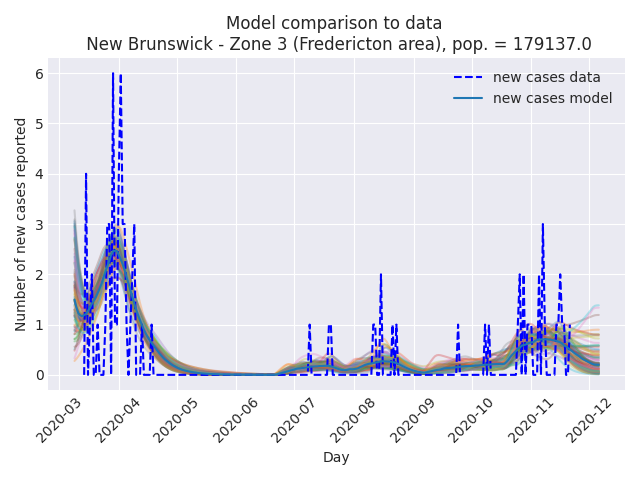 Model comparison to data
New Brunswick - Zone 3 (Fredericton area), pop. = 179137.0
new cases data
new cases model
Number of new cases reported
6
5
4
3
2
1
0
2020-03
2020-04
2020-05
2020-06
2020-07
2020-08
2020-09
2020-10
2020-11
2020-12
Day